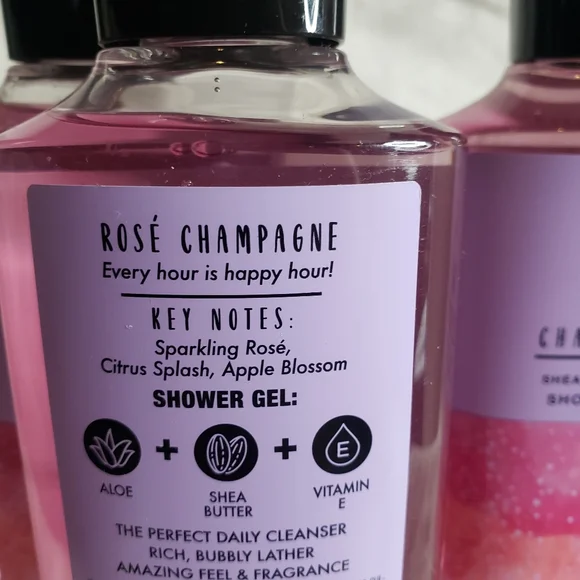 ROSÉ CHAMPAGNE
Every hour is happy hour!
KEY NOTES:
Sparkling Rosé,
Citrus Splash, Apple Blossom
SHOWER GEL:
+ + E
ALOE
SHEA
BUTTER
VITAMIN
E
THE PERFECT DAILY CLEANSER
RICH, BUBBLY LATHER
AMAZING FEEL & FRAGRANCE
CHA
SHEA
SHO